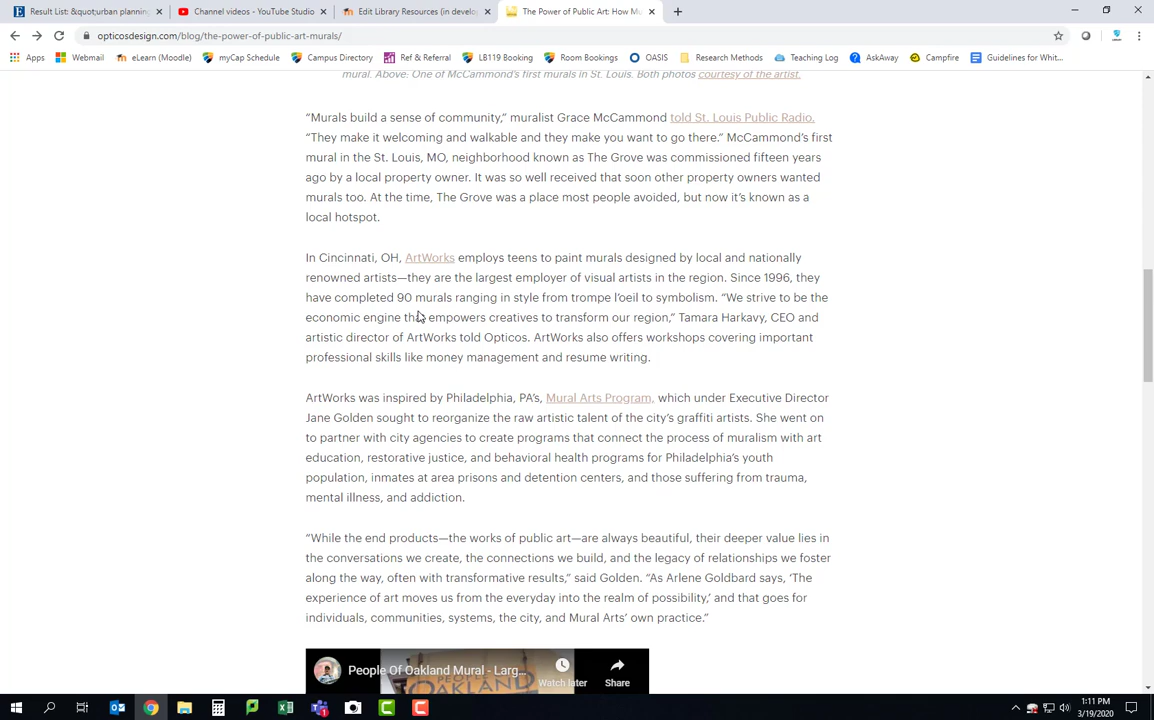 Result List: &quot;urban planning
Channel videos - YouTube Studio
Edit Library Resources (in develop
The Power of Public Art: How Mu
opticosdesign.com/blog/the-power-of-public-art-murals/
Apps Webmail eLearn (Moodle) myCap Schedule Campus Directory Ref & Referral LB119 Booking Room Bookings OASIS Research Methods Teaching Log AskAway Campfire Guidelines for Whit...
mural. Above: One of McCammond's first murals in St. Louis. Both photos courtesy of the artist.
“Murals build a sense of community,” muralist Grace McCammond told St. Louis Public Radio.
“They make it welcoming and walkable and they make you want to go there.” McCammond’s first
mural in the St. Louis, MO, neighborhood known as The Grove was commissioned fifteen years
ago by a local property owner. It was so well received that soon other property owners wanted
murals too. At the time, The Grove was a place most people avoided, but now it’s known as a
local hotspot.
In Cincinnati, OH, ArtWorks employs teens to paint murals designed by local and nationally
renowned artists—they are the largest employer of visual artists in the region. Since 1996, they
have completed 90 murals ranging in style from trompe l’oeil to symbolism. “We strive to be the
economic engine that empowers creatives to transform our region,” Tamara Harkavy, CEO and
artistic director of ArtWorks told Opticos. ArtWorks also offers workshops covering important
professional skills like money management and resume writing.
ArtWorks was inspired by Philadelphia, PA’s, Mural Arts Program, which under Executive Director
Jane Golden sought to reorganize the raw artistic talent of the city’s graffiti artists. She went on
to partner with city agencies to create programs that connect the process of muralism with art
education, restorative justice, and behavioral health programs for Philadelphia’s youth
population, inmates at area prisons and detention centers, and those suffering from trauma,
mental illness, and addiction.
“While the end products—the works of public art—are always beautiful, their deeper value lies in
the conversations we create, the connections we build, and the legacy of relationships we foster
along the way, often with transformative results,” said Golden. “As Arlene Goldbard says, ‘The
experience of art moves us from the everyday into the realm of possibility,’ and that goes for
individuals, communities, systems, the city, and Mural Arts’ own practice.”
People Of Oakland Mural - Larg...
Watch later
Share
PEOPLE
OAKLAND
1:11 PM
3/19/2020